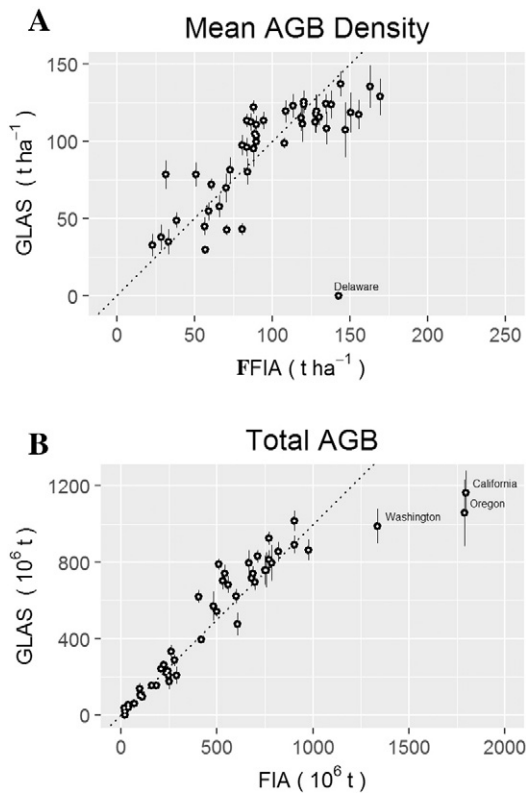 A
Mean AGB Density
150
100
50
0
GLAS ( t ha⁻¹ )
Delaware
0 50 100 150 200 250
FFIA ( t ha⁻¹ )
B
Total AGB
1200
800
400
0
GLAS (10⁶ t)
California
Oregon
Washington
0 500 1000 1500 2000
FIA (10⁶ t)